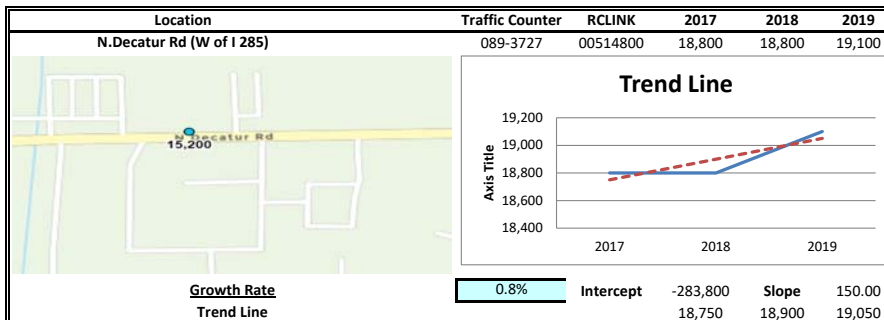 Location Traffic Counter RCLINK 2017 2018 2019
N.Decatur Rd (W of I 285) 089-3727 00514800 18,800 18,800 19,100
N Decatur Rd
15,200
Trend Line
Axis Title
19,200
19,000
18,800
18,600
18,400
2017 2018 2019
Growth Rate 0.8% Intercept -283,800 Slope 150.00
Trend Line 18,750 18,900 19,050